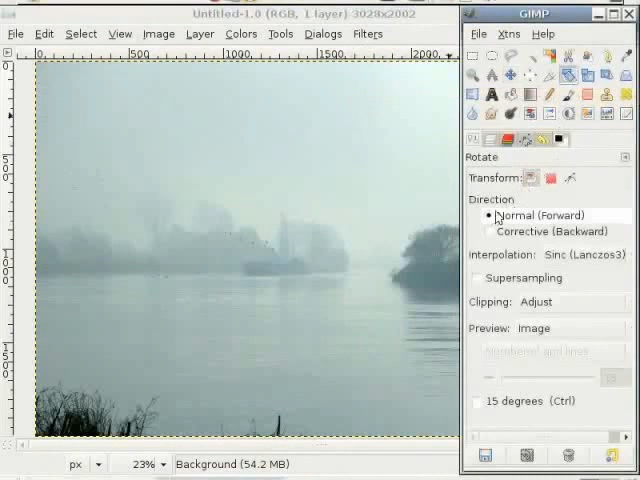 Untitled-1.0 (RGB, 1 layer) 3028x2002
File Edit Select View Image Layer Colors Tools Dialogs Filters
0 500 1000 1500 2000
GIMP
File Xtns Help
Rotate
Transform:
Direction
Normal (Forward)
Corrective (Backward)
Interpolation: Sinc (Lanczos3)
Supersampling
Clipping: Adjust
Preview: Image
15 degrees (Ctrl)
px 23% Background (54.2 MB)